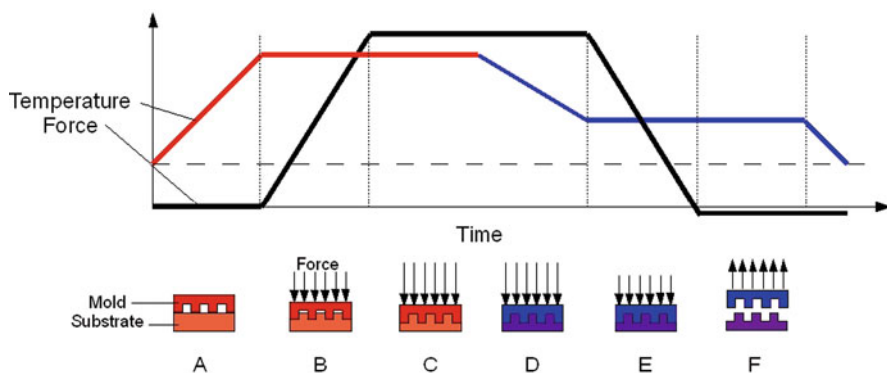 Temperature
Force
Time
Force
Mold
Substrate
A B C D E F